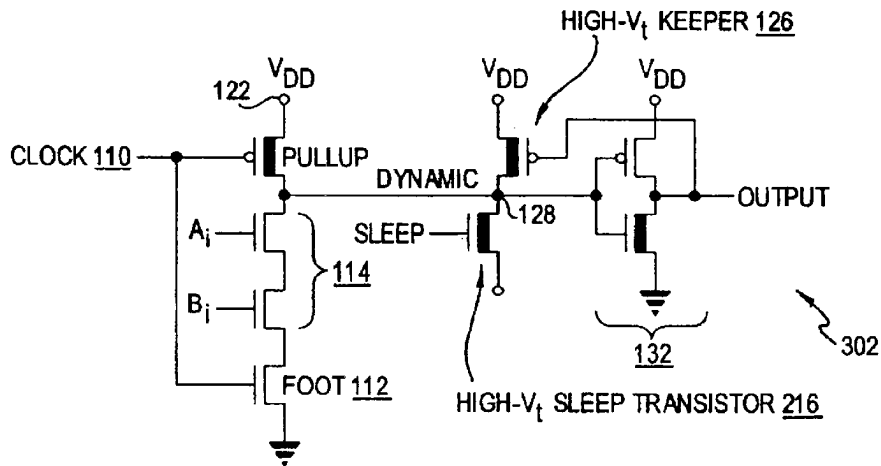 HIGH-Vt KEEPER 126
VDD
122
VDD
VDD
CLOCK 110
PULLUP
DYNAMIC
128
OUTPUT
Ai
114
SLEEP
Bi
132
302
FOOT 112
HIGH-Vt SLEEP TRANSISTOR 216